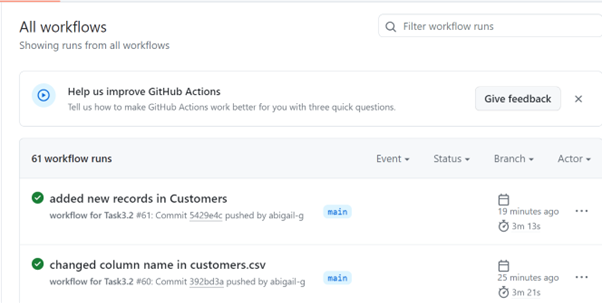 All workflows
Filter workflow runs
Showing runs from all workflows
Help us improve GitHub Actions
Tell us how to make GitHub Actions work better for you with three quick questions.
Give feedback
61 workflow runs
Event Status Branch Actor
added new records in Customers
workflow for Task3.2 #61: Commit 5429e4c pushed by abigail-g
main
19 minutes ago
3m 13s
changed column name in customers.csv
workflow for Task3.2 #60: Commit 392bd3a pushed by abigail-g
main
25 minutes ago
3m 21s